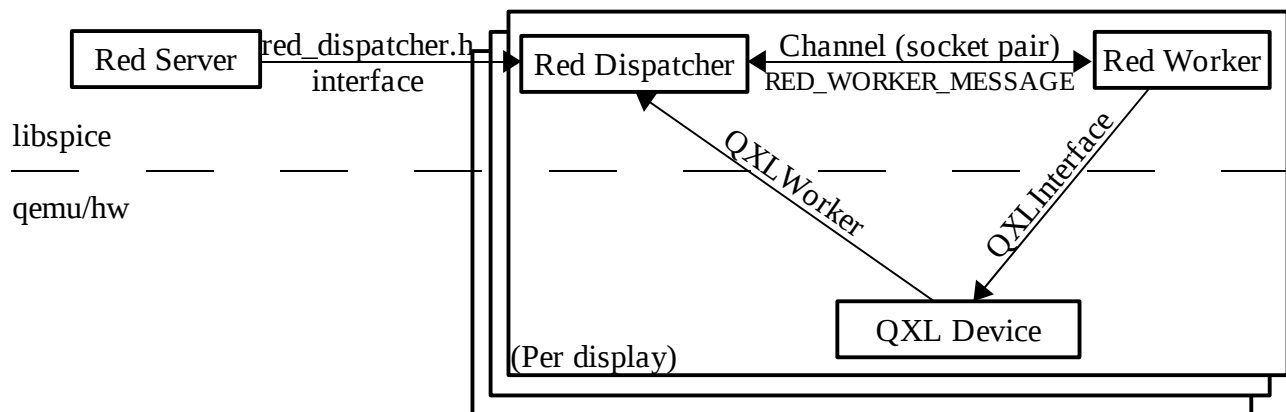 Red Server
red_dispatcher.h
interface
Red Dispatcher
Channel (socket pair)
RED_WORKER_MESSAGE
Red Worker
libspice
qemu/hw
QXLWorker
QXLInterface
QXL Device
(Per display)